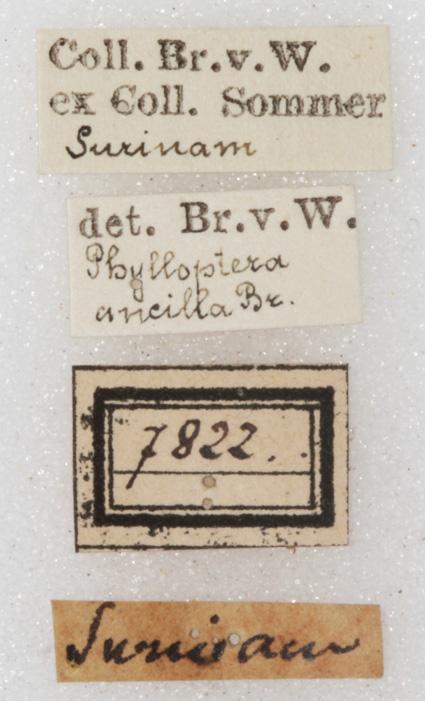 Coll. Br.v.W.
ex Coll. Sommer
Surinam
det. Br.v.W.
Phylloptera
ancilla Br.
7822.
Surinam